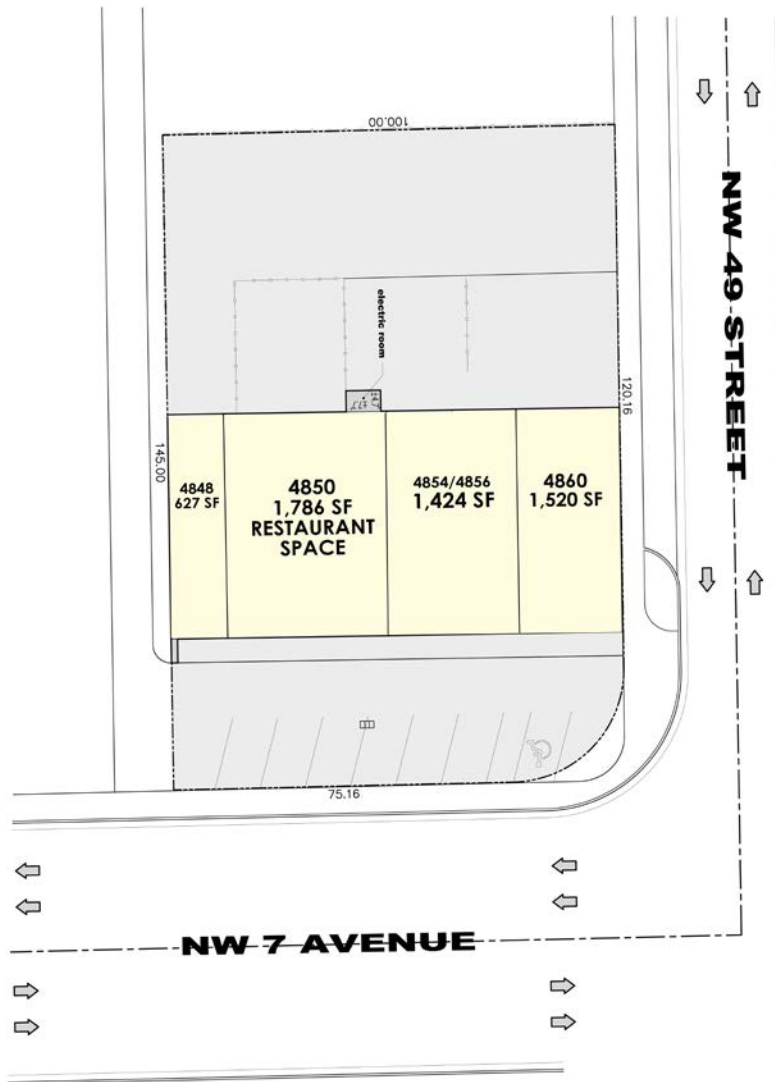 100.00
NW 49 STREET
electric room
120.16
145.00
4848
627 SF
4850
1,786 SF
RESTAURANT
SPACE
4854/4856
1,424 SF
4860
1,520 SF
75.16
NW 7 AVENUE